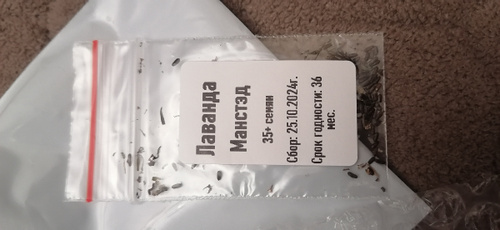 Лаванда
Манстэд
35+ семян
Сбор: 25.10.2024г.
Срок годности: 36
мес.